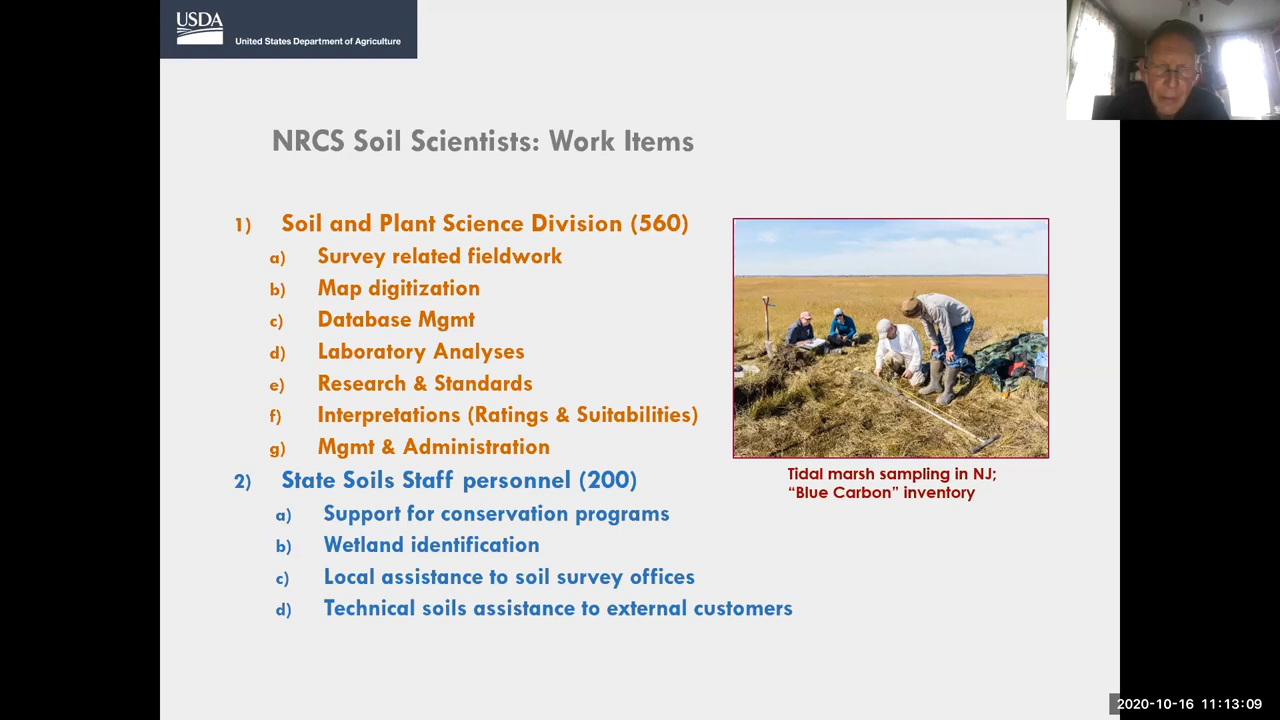 USDA
United States Department of Agriculture
NRCS Soil Scientists: Work Items
1) Soil and Plant Science Division (560)
a) Survey related fieldwork
b) Map digitization
c) Database Mgmt
d) Laboratory Analyses
e) Research & Standards
f) Interpretations (Ratings & Suitabilities)
g) Mgmt & Administration
2) State Soils Staff personnel (200)
a) Support for conservation programs
b) Wetland identification
c) Local assistance to soil survey offices
d) Technical soils assistance to external customers
Tidal marsh sampling in NJ;
“Blue Carbon” inventory
2020-10-16 11:13:09